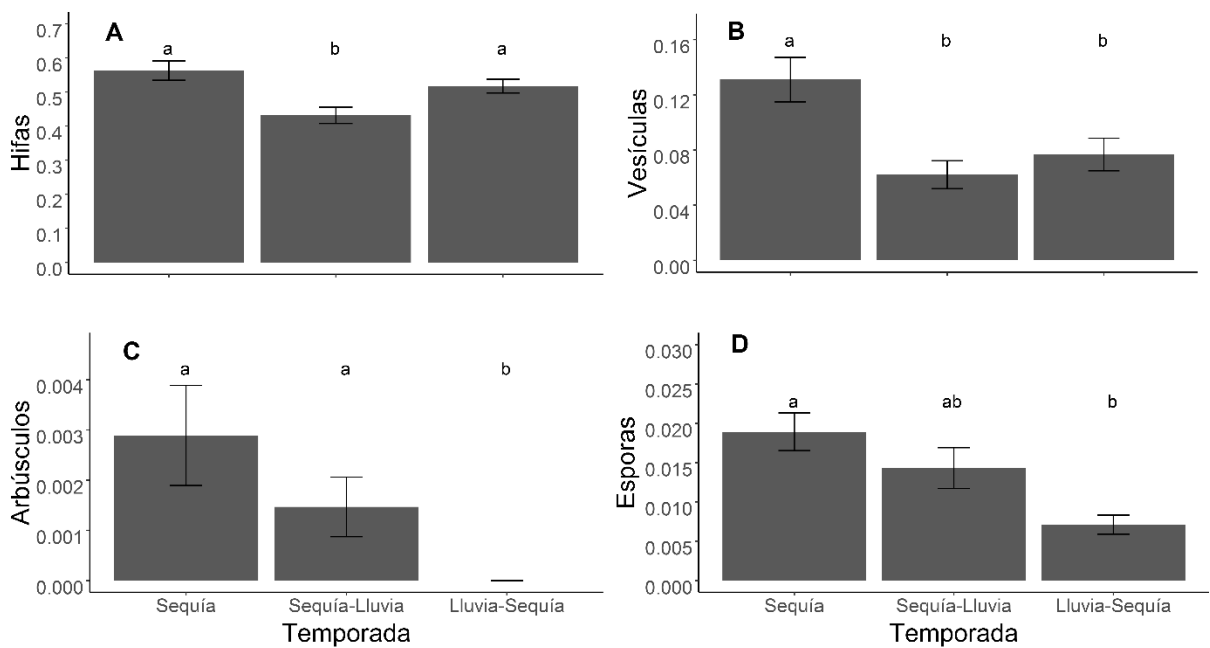 A
a
b
a
Hifas
0.7
0.6
0.5
0.4
0.3
0.2
0.1
0.0
B
a
b
b
Vesículas
0.16
0.12
0.08
0.04
0.00
C
a
a
b
Arbúsculos
0.004
0.003
0.002
0.001
0.000
Sequía
Sequía-Lluvia
Lluvia-Sequía
Temporada
D
a
ab
b
Esporas
0.030
0.025
0.020
0.015
0.010
0.005
0.000
Sequía
Sequía-Lluvia
Lluvia-Sequía
Temporada